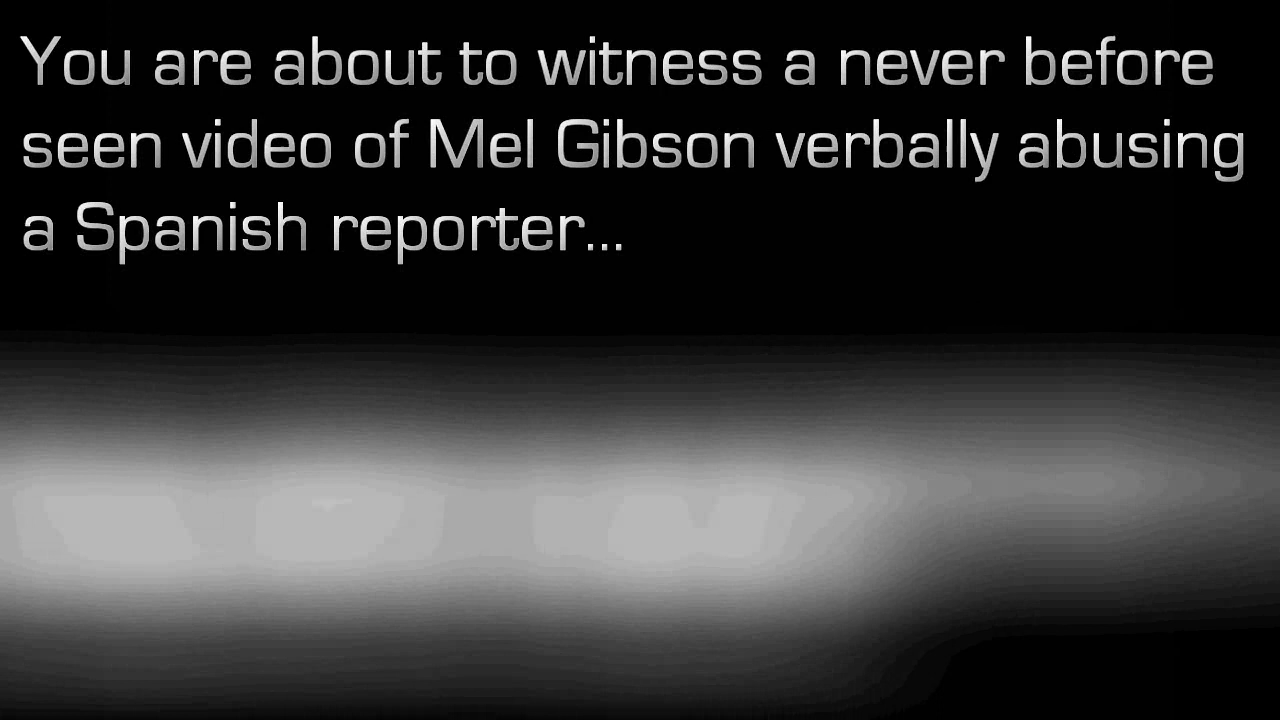 You are about to witness a never before
seen video of Mel Gibson verbally abusing
a Spanish reporter...